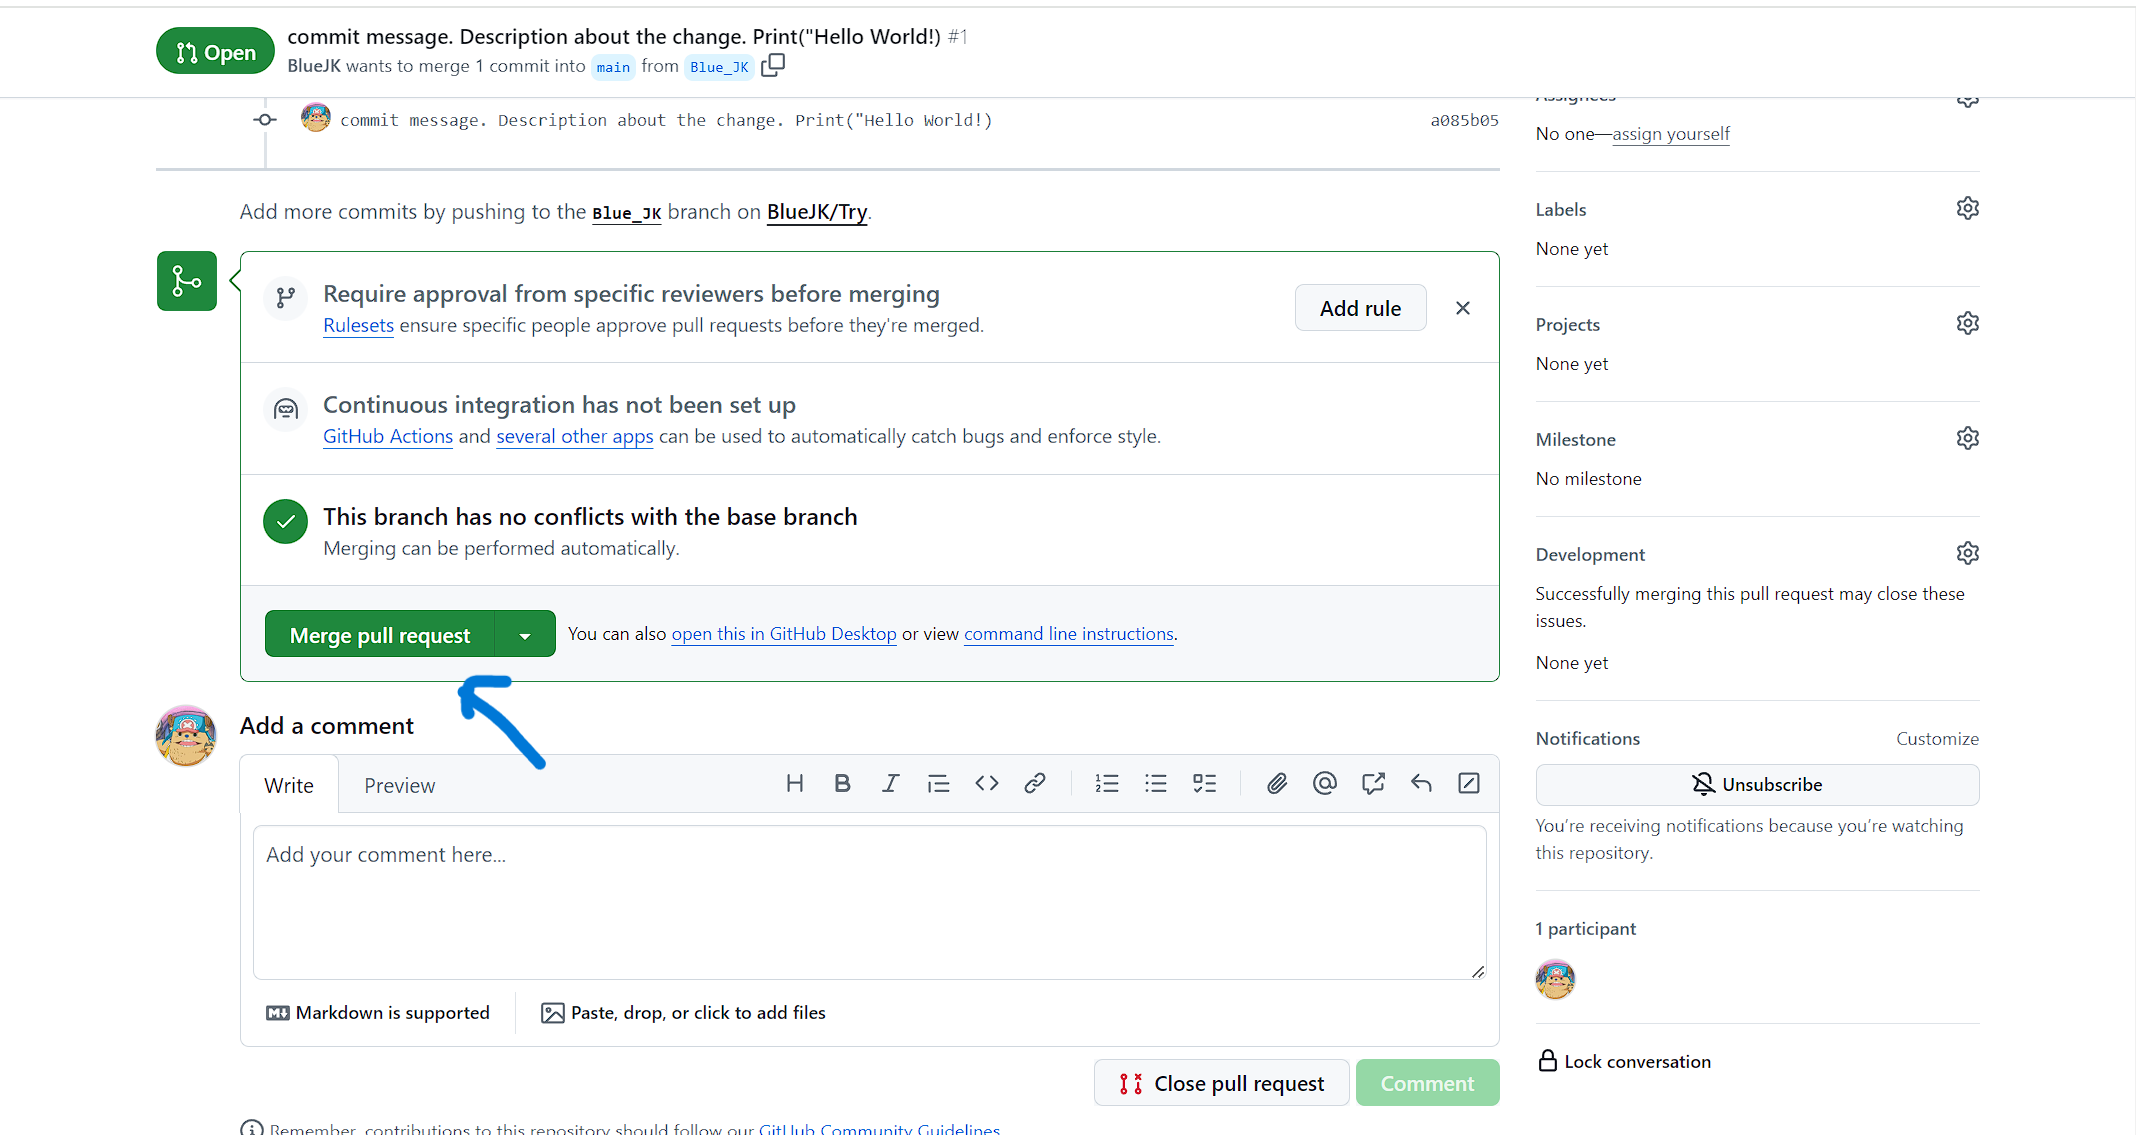 Open
commit message. Description about the change. Print("Hello World!) #1
BlueJK wants to merge 1 commit into main from Blue_JK
commit message. Description about the change. Print("Hello World!) a085b05
Add more commits by pushing to the Blue_JK branch on BlueJK/Try.
Require approval from specific reviewers before merging
Rulesets ensure specific people approve pull requests before they're merged.
Add rule
Continuous integration has not been set up
GitHub Actions and several other apps can be used to automatically catch bugs and enforce style.
This branch has no conflicts with the base branch
Merging can be performed automatically.
Merge pull request
You can also open this in GitHub Desktop or view command line instructions.
Add a comment
Write Preview
Add your comment here...
Markdown is supported
Paste, drop, or click to add files
Close pull request
Comment
Remember, contributions to this repository should follow our GitHub Community Guidelines
Assignees
No one—assign yourself
Labels
None yet
Projects
None yet
Milestone
No milestone
Development
Successfully merging this pull request may close these
issues.
None yet
Notifications Customize
Unsubscribe
You're receiving notifications because you're watching
this repository.
1 participant
Lock conversation